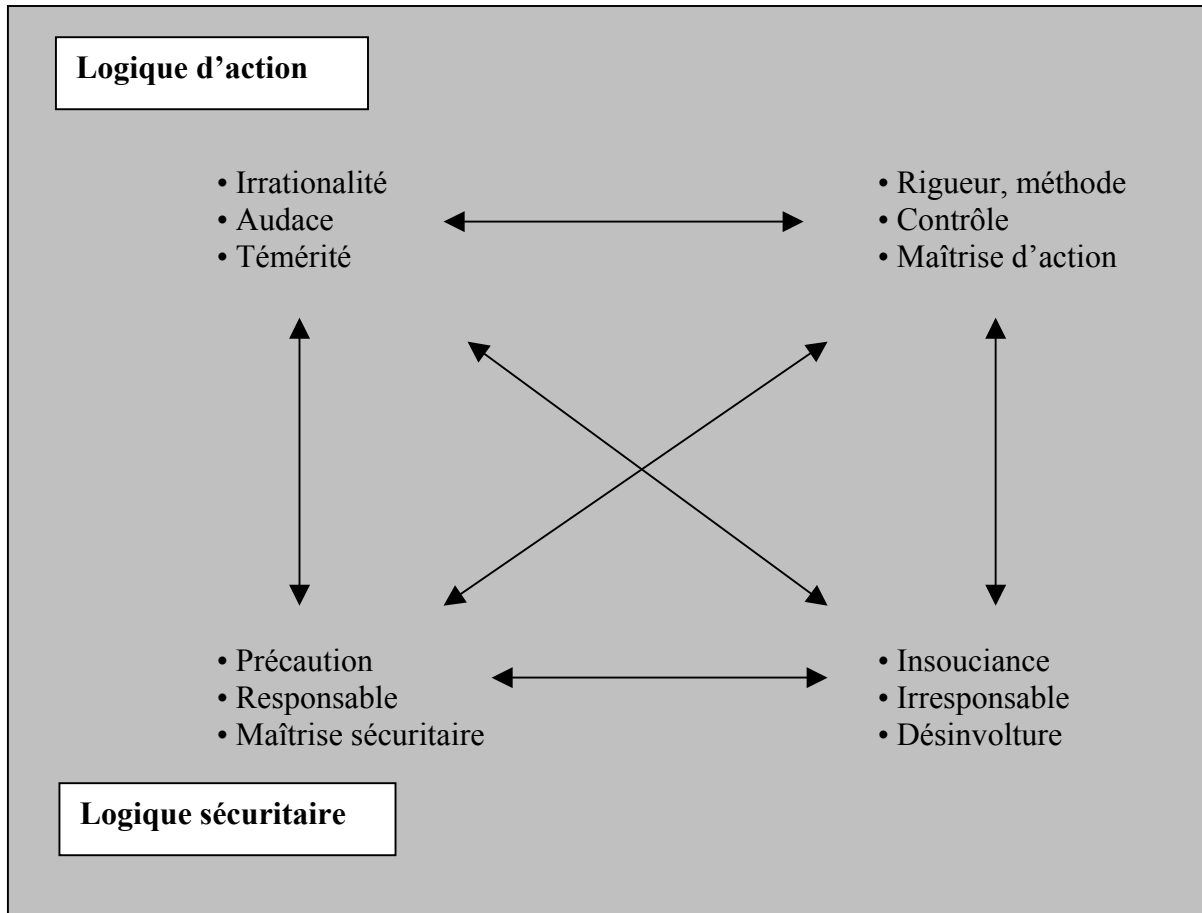 Logique d’action
• Irrationalité
• Audace
• Témérité
• Rigueur, méthode
• Contrôle
• Maîtrise d’action
• Précaution
• Responsable
• Maîtrise sécuritaire
• Insouciance
• Irresponsable
• Désinvolture
Logique sécuritaire